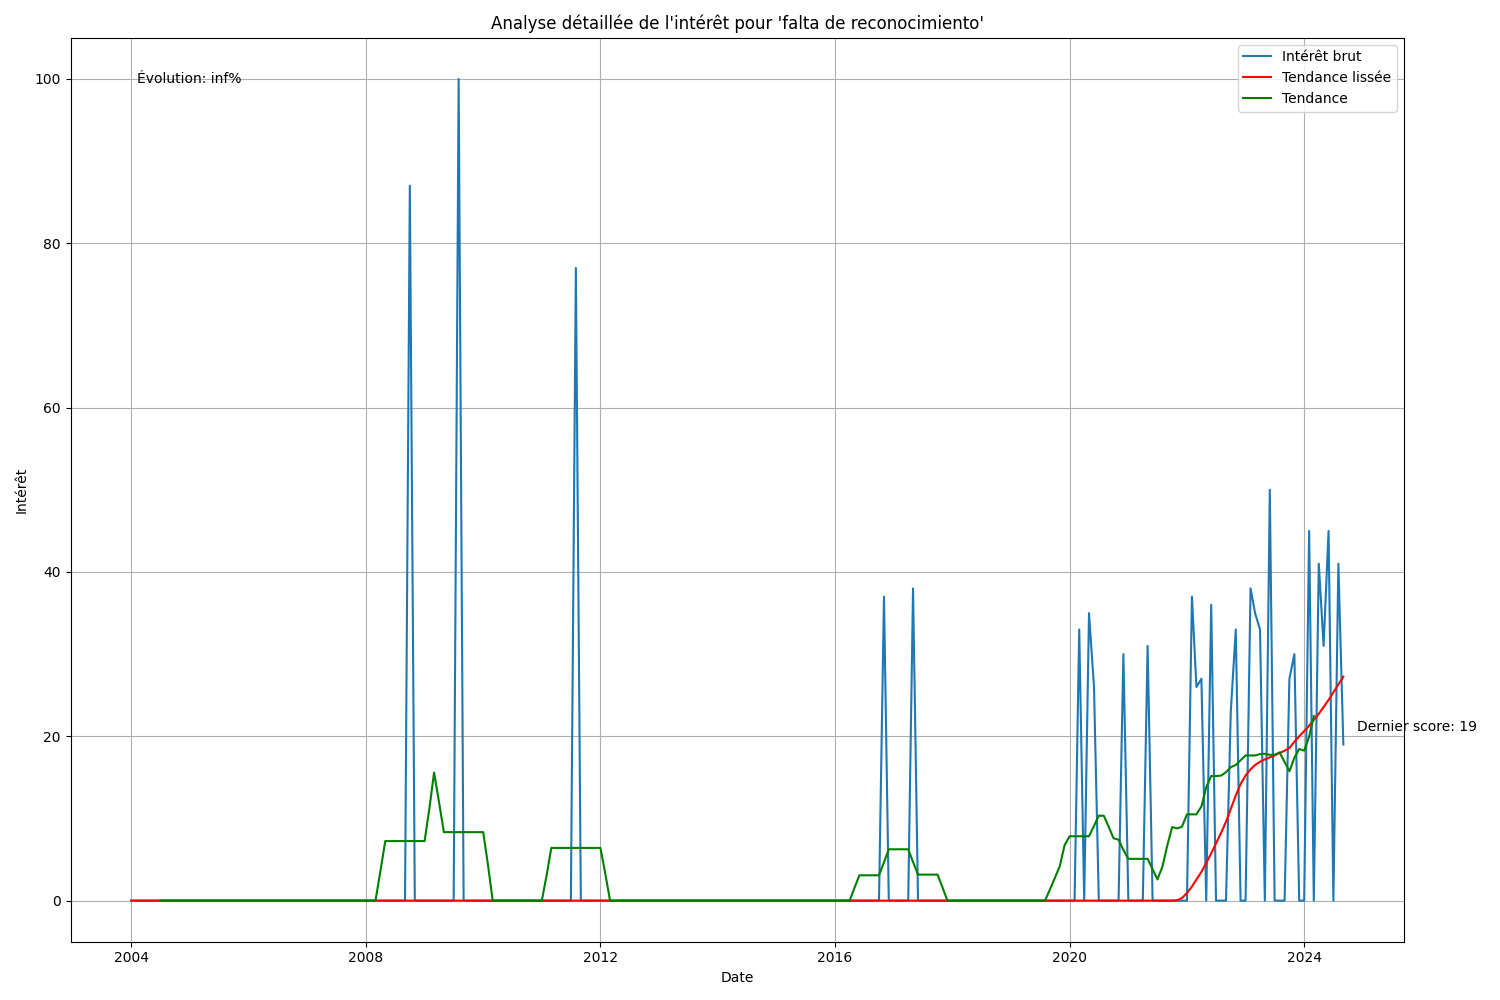 Analyse détaillée de l'intérêt pour 'falta de reconocimiento'
Évolution: inf%
Intérêt brut
Tendance lissée
Tendance
100
80
60
40
20
0
Intérêt
Dernier score: 19
2004
2008
2012
2016
2020
2024
Date